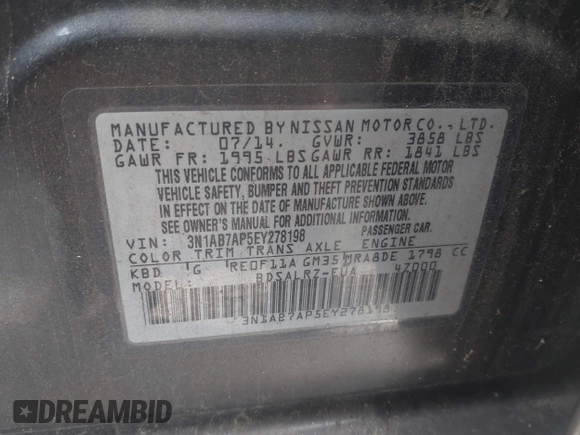 MANUFACTURED BY NISSAN MOTOR CO., LTD.
DATE: 07/14. GVWR: 3858 LBS
GAWR FR: 1995 LBS GAWR RR: 1841 LBS
THIS VEHICLE CONFORMS TO ALL APPLICABLE FEDERAL MOTOR
VEHICLE SAFETY, BUMPER AND THEFT PREVENTION STANDARDS
IN EFFECT ON THE DATE OF MANUFACTURE SHOWN ABOVE.
SEE OWNER'S MANUAL FOR ADDITIONAL INFORMATION.
VIN: 3N1AB7AP5EY278198 PASSENGER CAR.
COLOR TRIM TRANS AXLE ENGINE
KBD G RE0F11A GM35 MRA8DE 1798 CC
MODEL: BDSALRZ-EUA 4Z000
3N1AB7AP5EY278198
DREAMBID